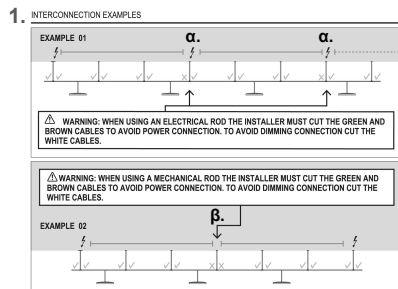 1. INTERCONNECTION EXAMPLES
EXAMPLE 01
α. α.
WARNING: WHEN USING AN ELECTRICAL ROD THE INSTALLER MUST CUT THE GREEN AND
BROWN CABLES TO AVOID POWER CONNECTION. TO AVOID DIMMING CONNECTION CUT THE
WHITE CABLES.
WARNING: WHEN USING A MECHANICAL ROD THE INSTALLER MUST CUT THE GREEN AND
BROWN CABLES TO AVOID POWER CONNECTION. TO AVOID DIMMING CONNECTION CUT THE
WHITE CABLES.
β.
EXAMPLE 02